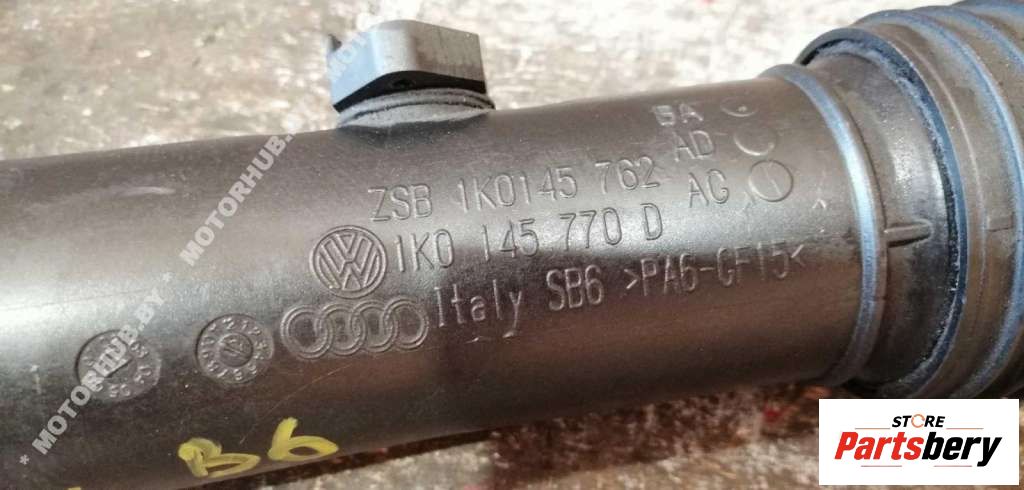 BA
ZSB 1K0145 762 AD
1K0 145 770 D AG
Italy SB6 >PA6-GF15<
B6
* MOTORHUB.BY * MOTORHUB.BY
STORE
Partsbery